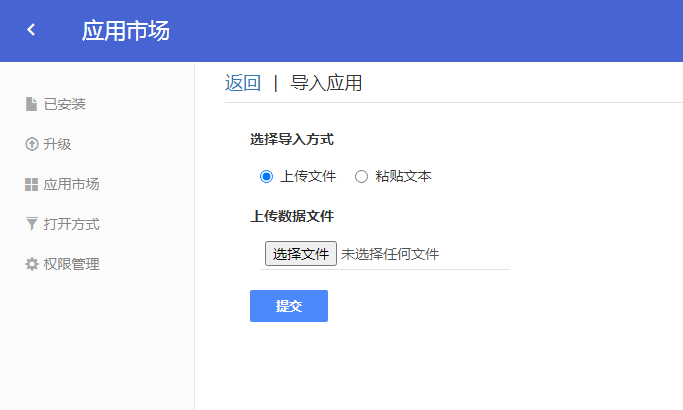 应用市场
已安装
升级
应用市场
打开方式
权限管理
返回 | 导入应用
选择导入方式
上传文件 粘贴文本
上传数据文件
选择文件 未选择任何文件
提交